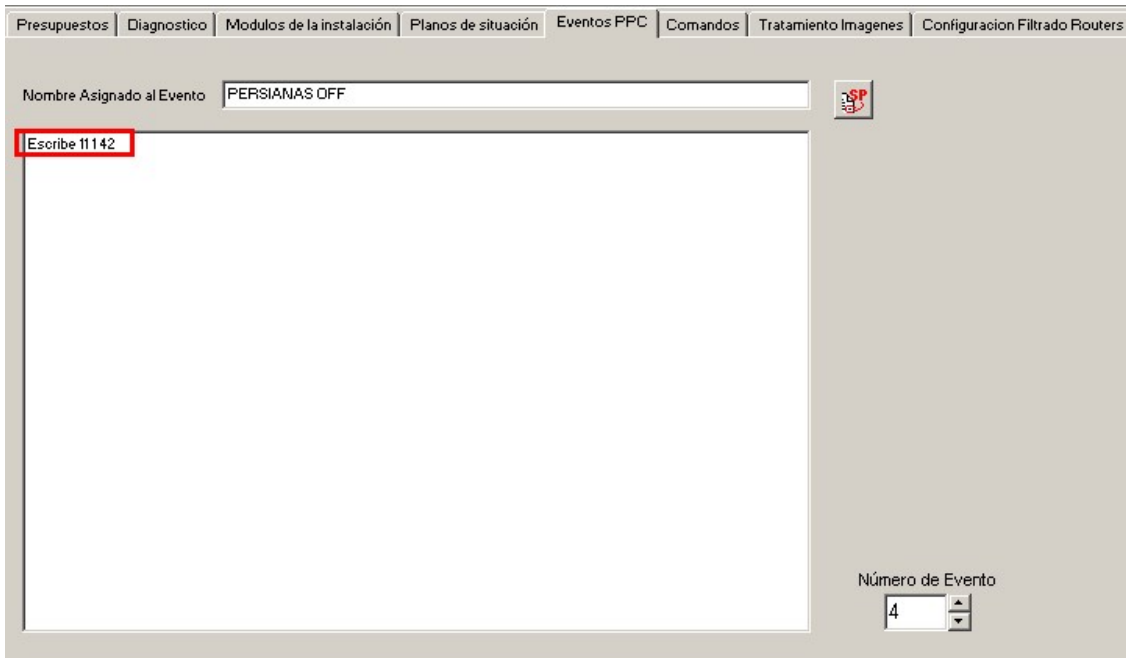 Presupuestos Diagnostico Modulos de la instalación Planos de situación Eventos PPC Comandos Tratamiento Imagenes Configuracion Filtrado Routers
Nombre Asignado al Evento PERSIANAS OFF SP
Escribe 11142
Número de Evento
4